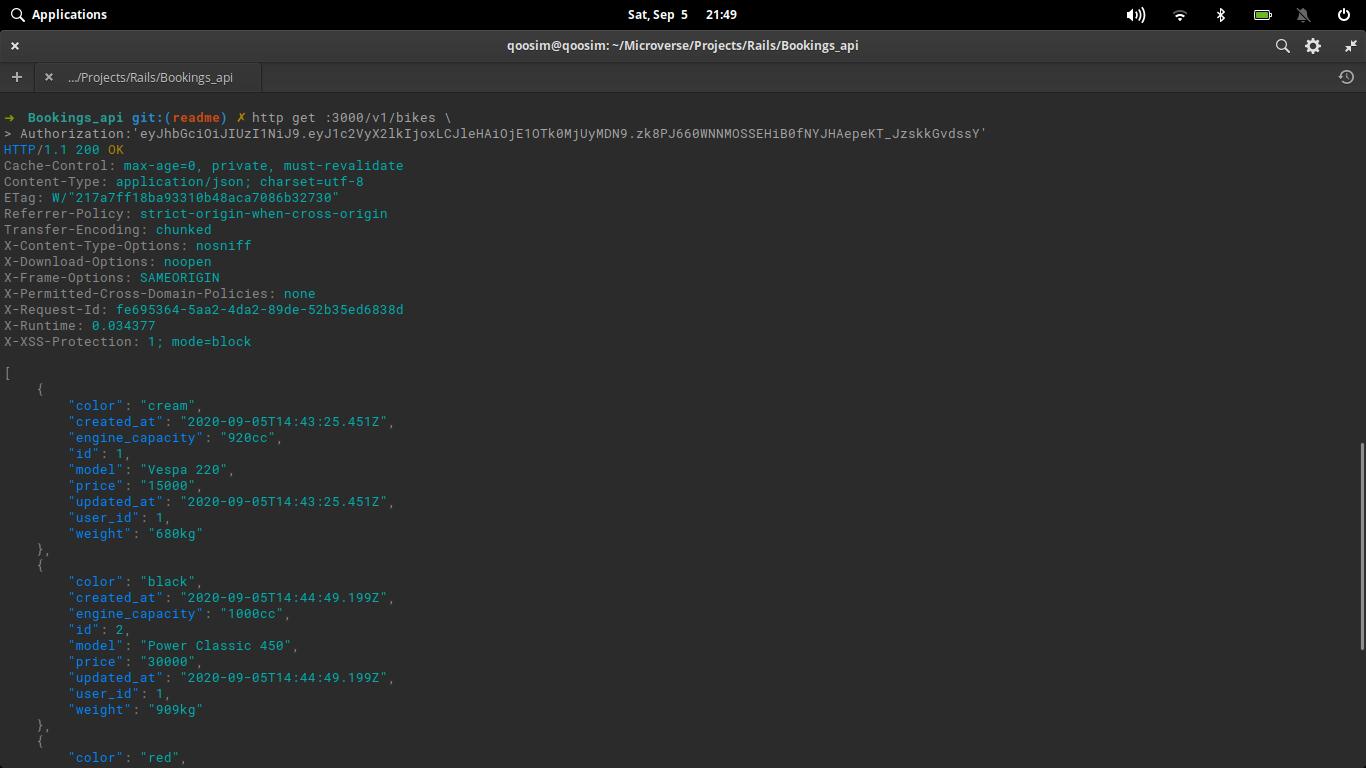 Applications
Sat, Sep 5 21:49
qoosim@qoosim: ~/Microverse/Projects/Rails/Bookings_api
.../Projects/Rails/Bookings_api
→ Bookings_api git:(readme) ✗ http get :3000/v1/bikes \
> Authorization:'eyJhbGciOiJIUzI1NiJ9.eyJ1c2VyX2lkIjoxLCJleHAiOjE1OTk0MjUyMDN9.zk8PJ660WNNMOSSEHiB0fNYJHAepeKT_JzskkGvdssY'
HTTP/1.1 200 OK
Cache-Control: max-age=0, private, must-revalidate
Content-Type: application/json; charset=utf-8
ETag: W/"217a7ff18ba93310b48aca7086b32730"
Referrer-Policy: strict-origin-when-cross-origin
Transfer-Encoding: chunked
X-Content-Type-Options: nosniff
X-Download-Options: noopen
X-Frame-Options: SAMEORIGIN
X-Permitted-Cross-Domain-Policies: none
X-Request-Id: fe695364-5aa2-4da2-89de-52b35ed6838d
X-Runtime: 0.034377
X-XSS-Protection: 1; mode=block
[
{
"color": "cream",
"created_at": "2020-09-05T14:43:25.451Z",
"engine_capacity": "920cc",
"id": 1,
"model": "Vespa 220",
"price": "15000",
"updated_at": "2020-09-05T14:43:25.451Z",
"user_id": 1,
"weight": "680kg"
},
{
"color": "black",
"created_at": "2020-09-05T14:44:49.199Z",
"engine_capacity": "1000cc",
"id": 2,
"model": "Power Classic 450",
"price": "30000",
"updated_at": "2020-09-05T14:44:49.199Z",
"user_id": 1,
"weight": "909kg"
},
{
"color": "red",